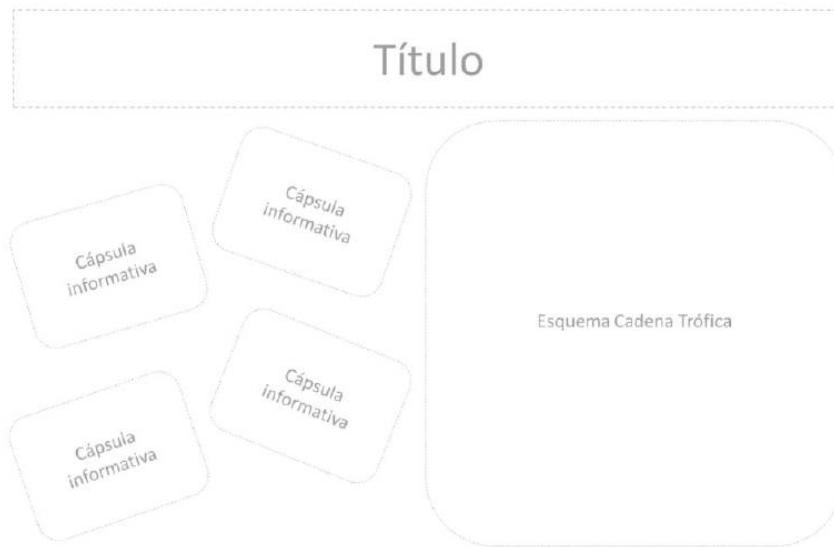 Título
Cápsula
informativa
Cápsula
informativa
Cápsula
informativa
Cápsula
informativa
Esquema Cadena Trófica